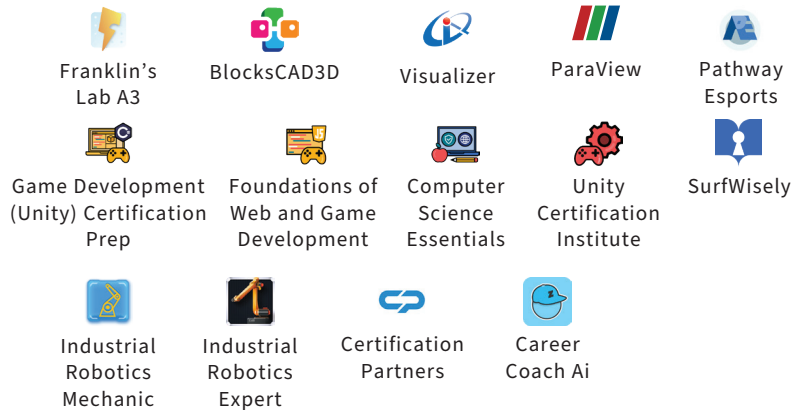 Franklin's
Lab A3
BlocksCAD3D
Visualizer
ParaView
Pathway
Esports
Game Development
(Unity) Certification
Prep
Foundations of
Web and Game
Development
Computer
Science
Essentials
Unity
Certification
Institute
SurfWisely
Industrial
Robotics
Mechanic
Industrial
Robotics
Expert
Certification
Partners
Career
Coach Ai